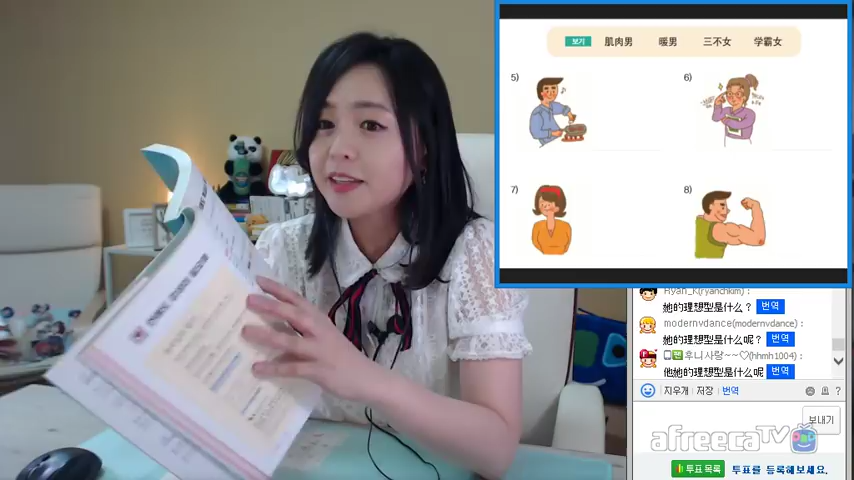 보기 肌肉男 暖男 三不女 学霸女
5)
6)
7)
8)
Ryan_K(ryanchkim) :
她的理想型是什么？ 번역
modernvdance(modernvdance) :
她的理想型是什么呢？ 번역
후니사랑~~♡(hhmh1004) :
他她的理想型是什么呢 번역
지우개 저장 번역
보내기
afreecaTV
투표 목록 투표를 등록해보세요.